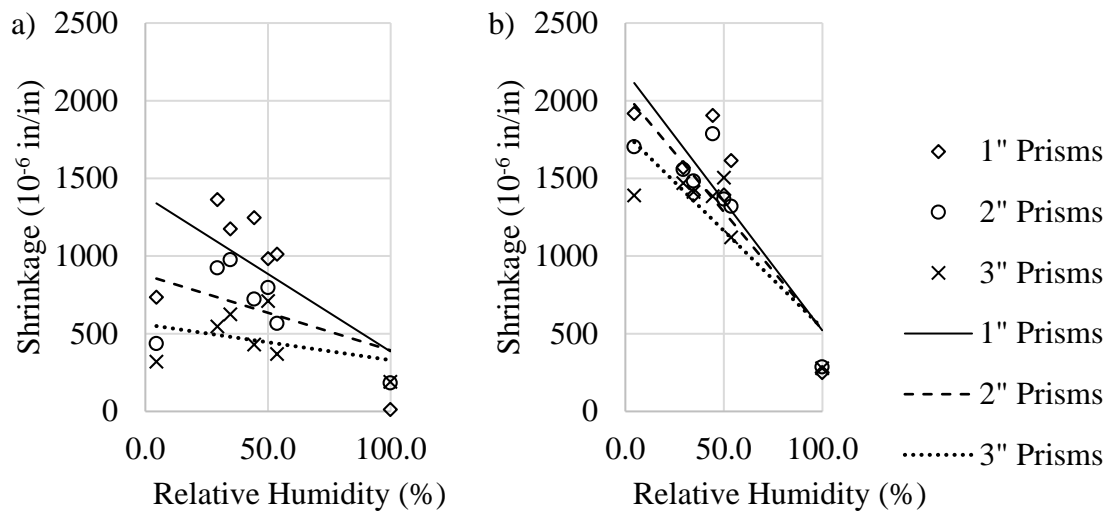 a)
2500
2000
1500
1000
500
0
0.0 50.0 100.0
Shrinkage (10⁻⁶ in/in)
Relative Humidity (%)
b)
2500
2000
1500
1000
500
0
0.0 50.0 100.0
Shrinkage (10⁻⁶ in/in)
Relative Humidity (%)
1" Prisms
2" Prisms
3" Prisms
1" Prisms
2" Prisms
3" Prisms